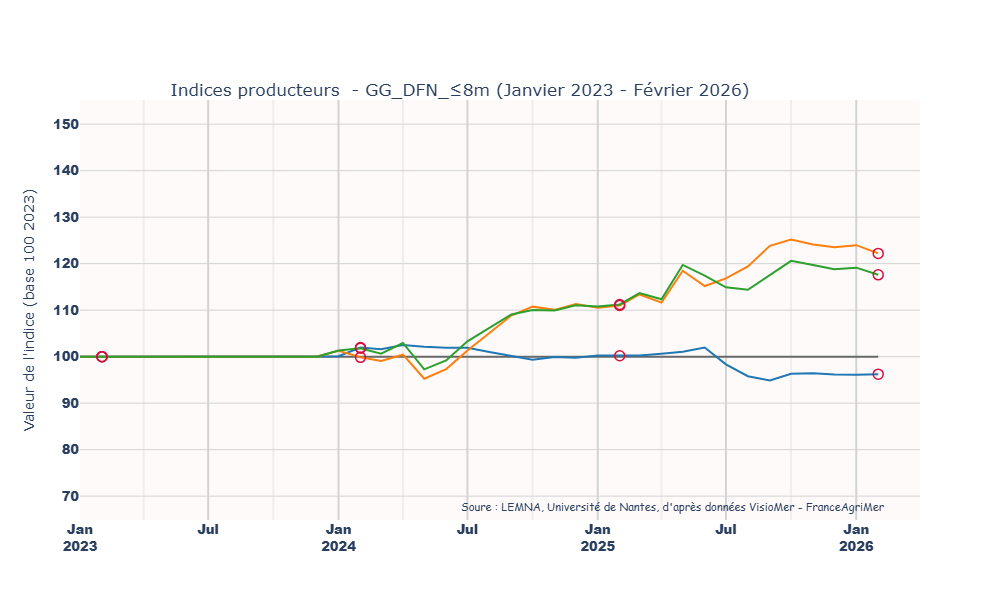 Indices producteurs - GG_DFN_≤8m (Janvier 2023 - Février 2026)
Valeur de l'indice (base 100 2023)
150
140
130
120
110
100
90
80
70
Soure : LEMNA, Université de Nantes, d'après données VisioMer - FranceAgriMer
Jan Jul Jan Jul Jan Jul Jan
2023 2024 2025 2026